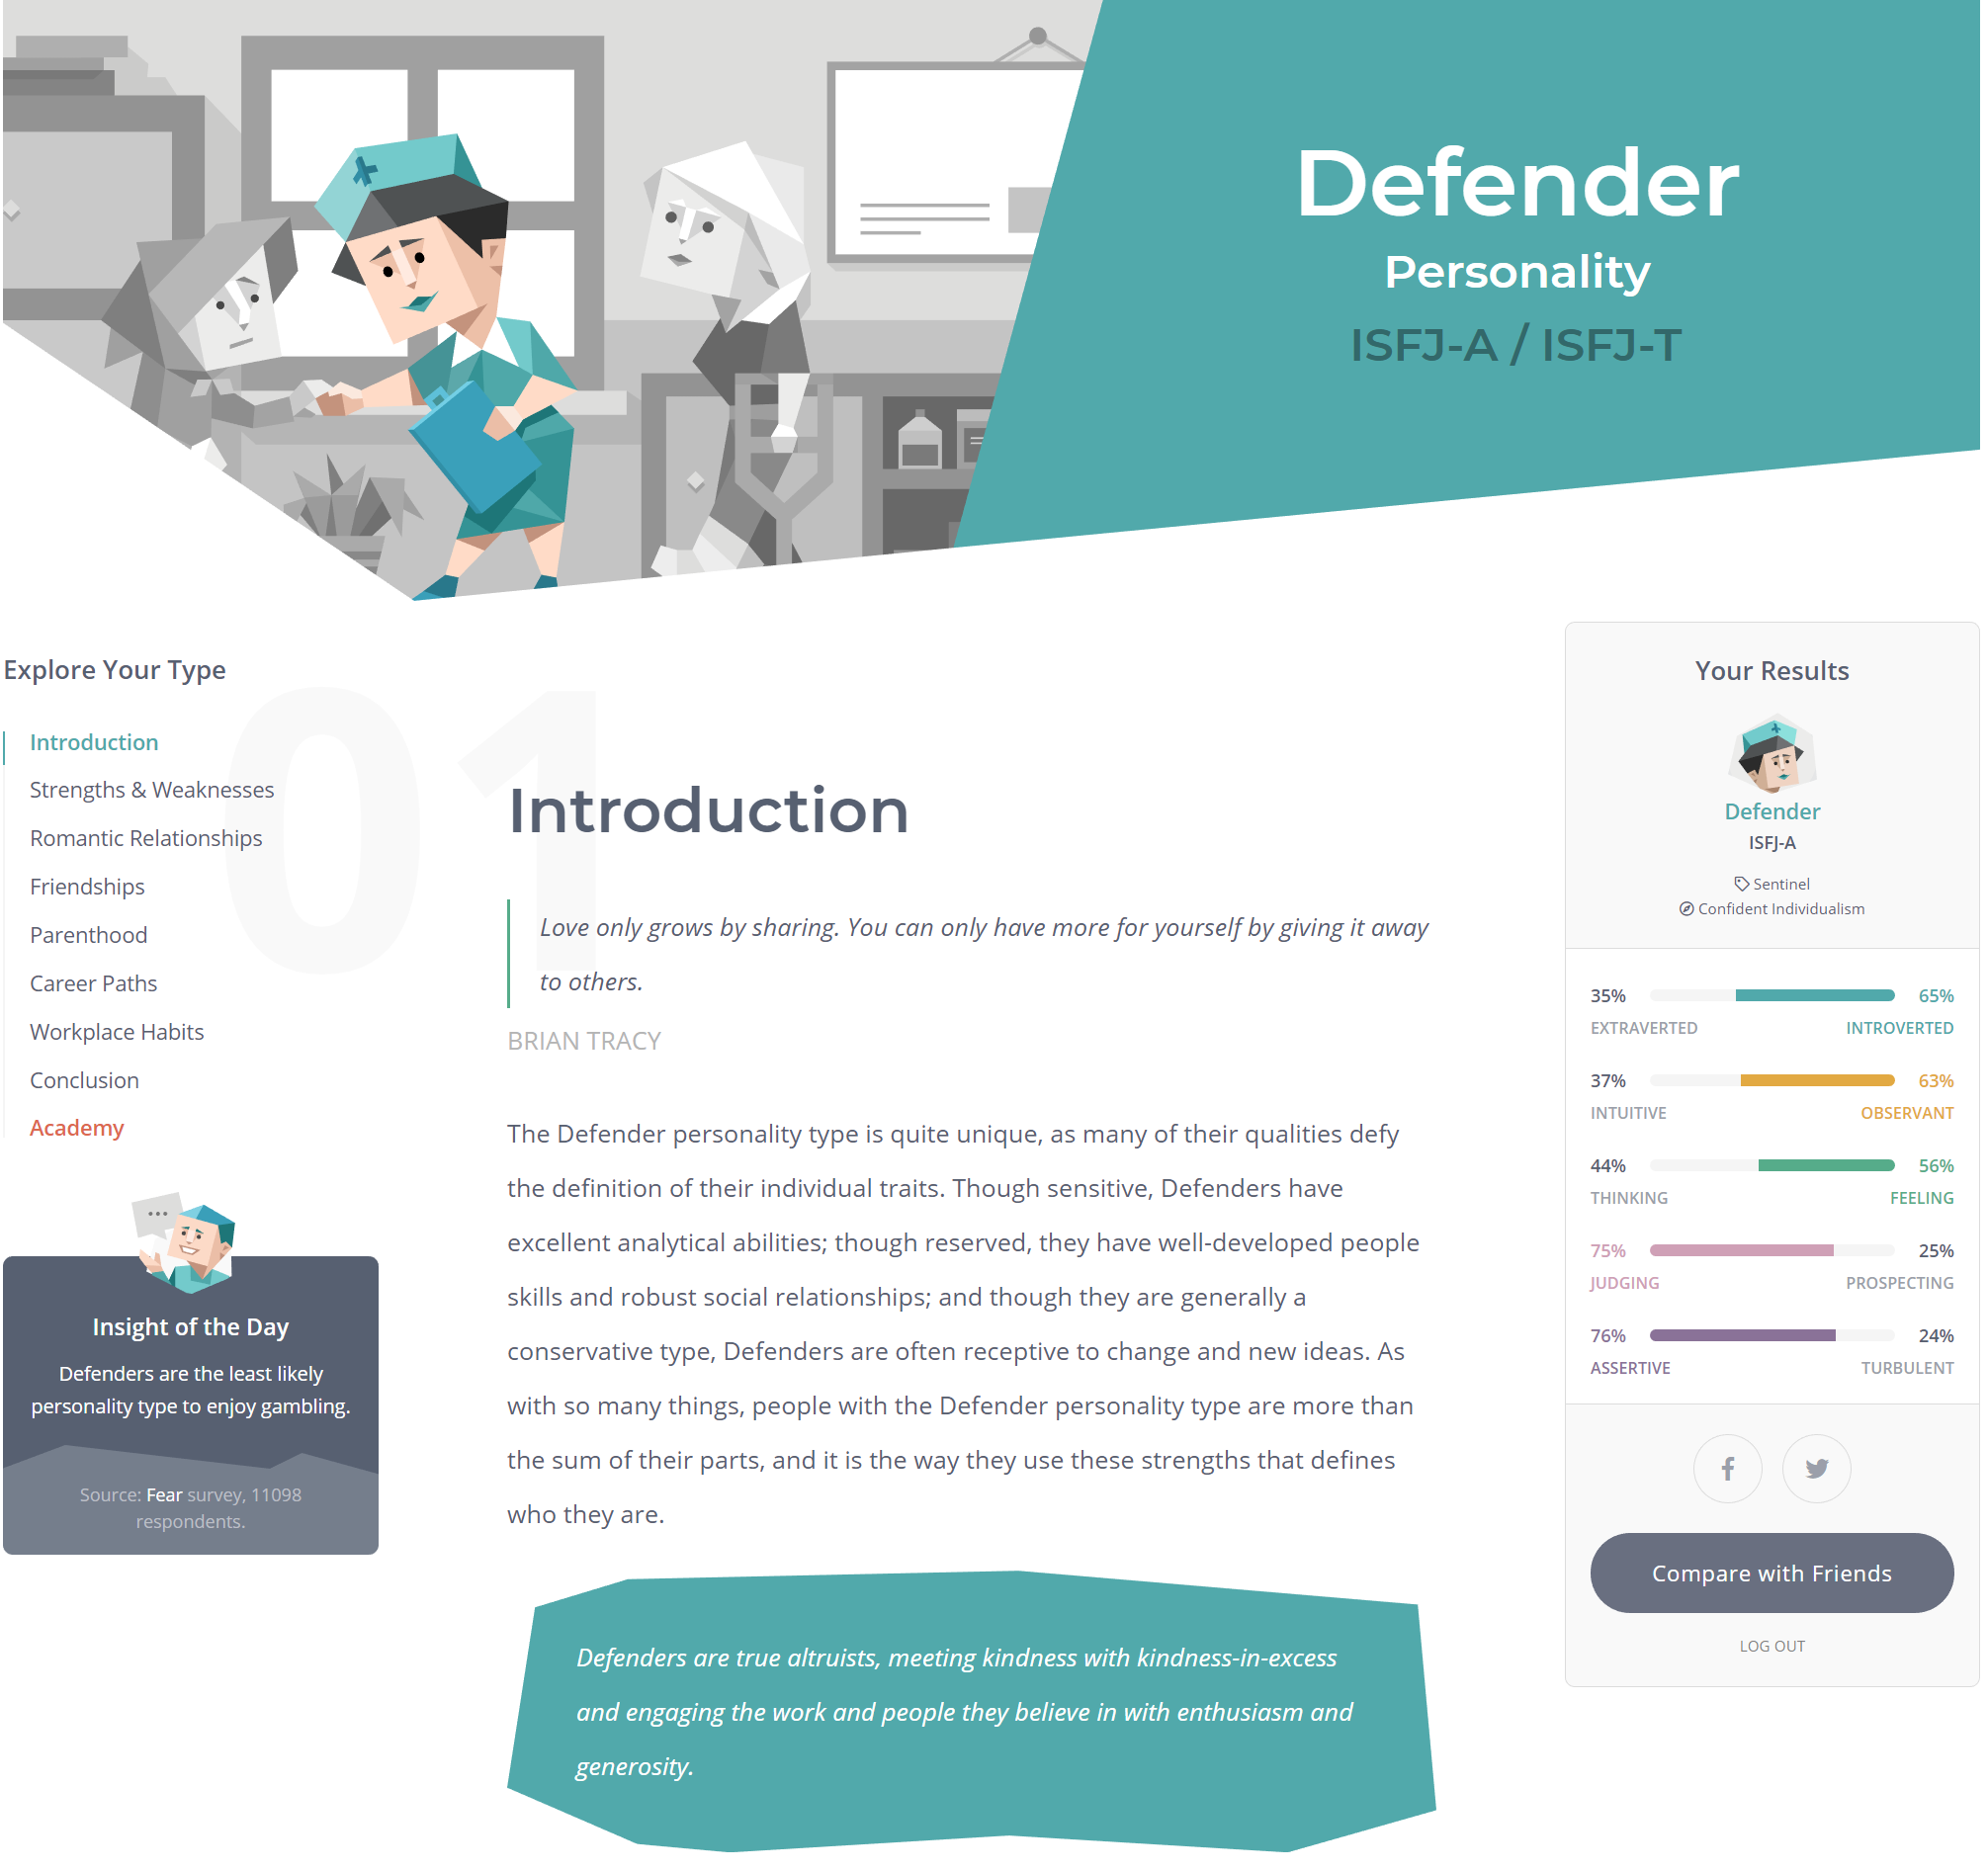 Defender
Personality
ISFJ-A / ISFJ-T
Explore Your Type
Introduction
Strengths & Weaknesses
Romantic Relationships
Friendships
Parenthood
Career Paths
Workplace Habits
Conclusion
Academy
Insight of the Day
Defenders are the least likely
personality type to enjoy gambling.
Source: Fear survey, 11098
respondents.
01
Introduction
Love only grows by sharing. You can only have more for yourself by giving it away
to others.
BRIAN TRACY
The Defender personality type is quite unique, as many of their qualities defy
the definition of their individual traits. Though sensitive, Defenders have
excellent analytical abilities; though reserved, they have well-developed people
skills and robust social relationships; and though they are generally a
conservative type, Defenders are often receptive to change and new ideas. As
with so many things, people with the Defender personality type are more than
the sum of their parts, and it is the way they use these strengths that defines
who they are.
Defenders are true altruists, meeting kindness with kindness-in-excess
and engaging the work and people they believe in with enthusiasm and
generosity.
Your Results
Defender
ISFJ-A
Sentinel
Confident Individualism
35% 65%
EXTRAVERTED INTROVERTED
37% 63%
INTUITIVE OBSERVANT
44% 56%
THINKING FEELING
75% 25%
JUDGING PROSPECTING
76% 24%
ASSERTIVE TURBULENT
Compare with Friends
LOG OUT